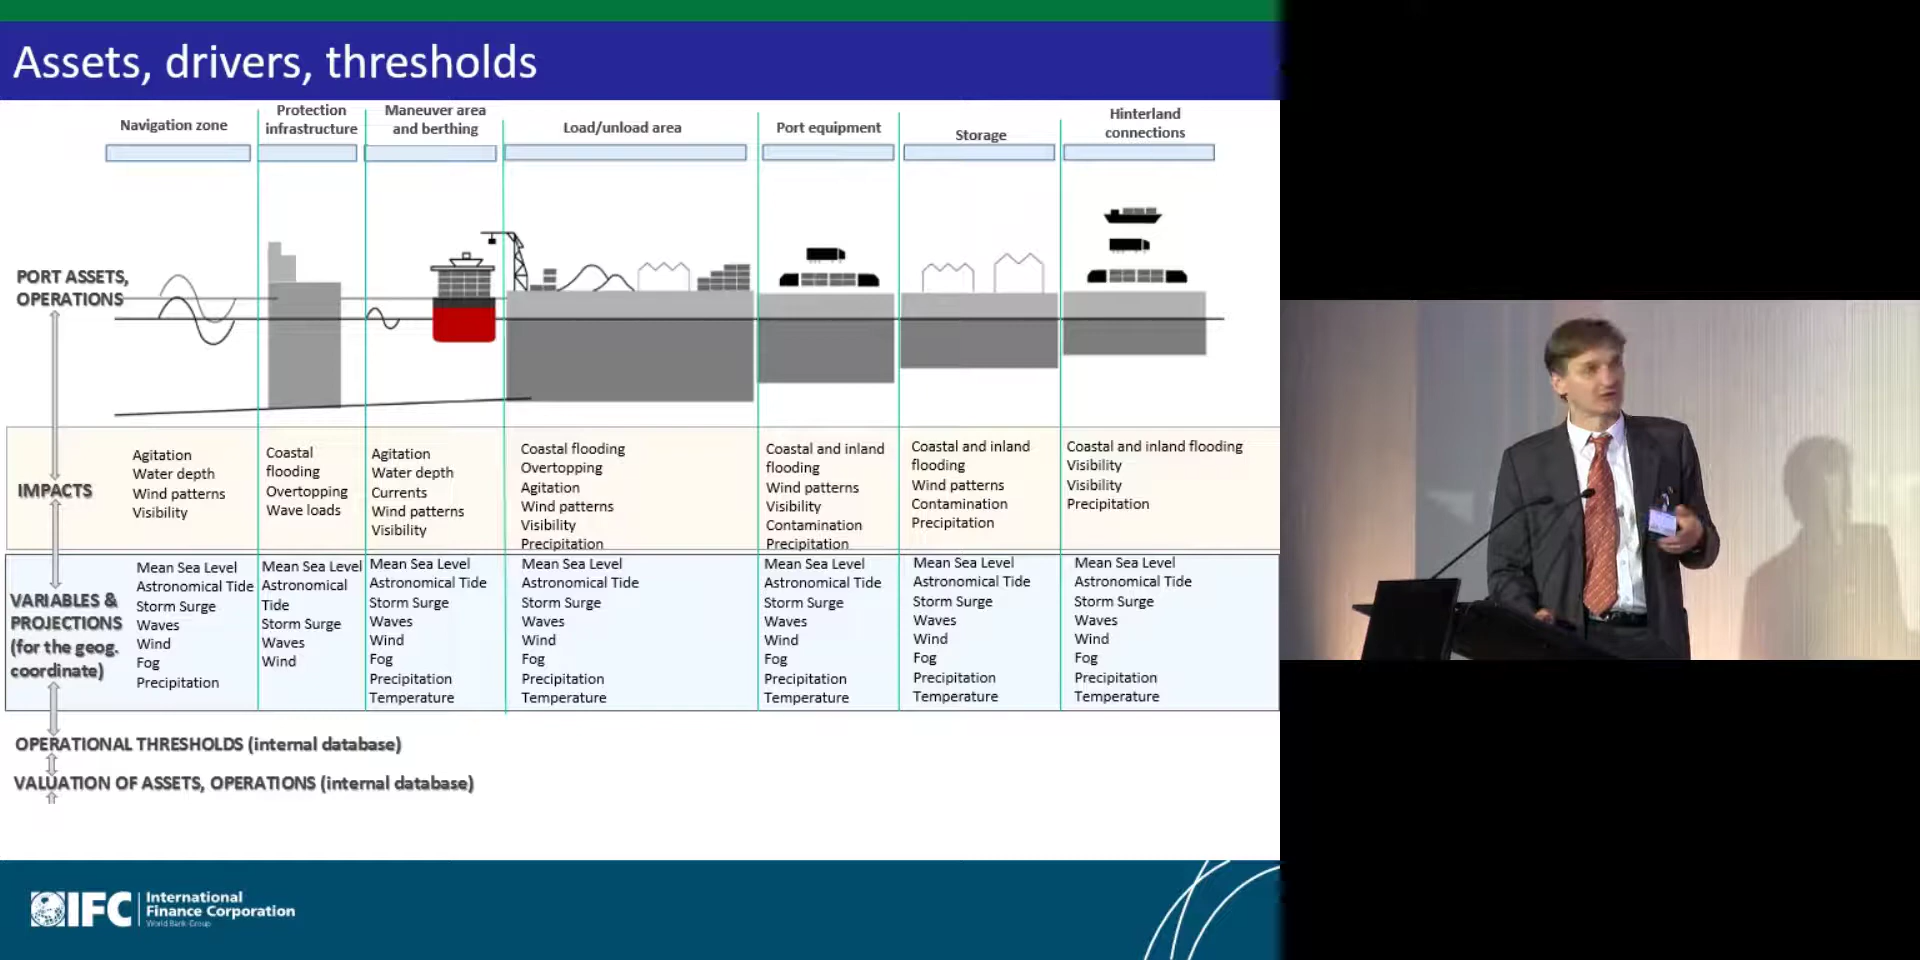 Assets, drivers, thresholds
Navigation zone
Protection
infrastructure
Maneuver area
and berthing
Load/unload area
Port equipment
Storage
Hinterland
connections
PORT ASSETS,
OPERATIONS
IMPACTS
Agitation
Water depth
Wind patterns
Visibility
Coastal
flooding
Overtopping
Wave loads
Agitation
Water depth
Currents
Wind patterns
Visibility
Coastal flooding
Overtopping
Agitation
Wind patterns
Visibility
Precipitation
Coastal and inland
flooding
Wind patterns
Visibility
Contamination
Precipitation
Coastal and inland
flooding
Wind patterns
Contamination
Precipitation
Coastal and inland flooding
Visibility
Visibility
Precipitation
VARIABLES &
PROJECTIONS
(for the geog.
coordinate)
Mean Sea Level
Astronomical Tide
Storm Surge
Waves
Wind
Fog
Precipitation
Mean Sea Level
Astronomical
Tide
Storm Surge
Waves
Wind
Mean Sea Level
Astronomical Tide
Storm Surge
Waves
Wind
Fog
Precipitation
Temperature
Mean Sea Level
Astronomical Tide
Storm Surge
Waves
Wind
Fog
Precipitation
Temperature
Mean Sea Level
Astronomical Tide
Storm Surge
Waves
Wind
Fog
Precipitation
Temperature
Mean Sea Level
Astronomical Tide
Storm Surge
Waves
Wind
Fog
Precipitation
Temperature
Mean Sea Level
Astronomical Tide
Storm Surge
Waves
Wind
Fog
Precipitation
Temperature
OPERATIONAL THRESHOLDS (internal database)
VALUATION OF ASSETS, OPERATIONS (internal database)
IFC
International
Finance Corporation
World Bank Group